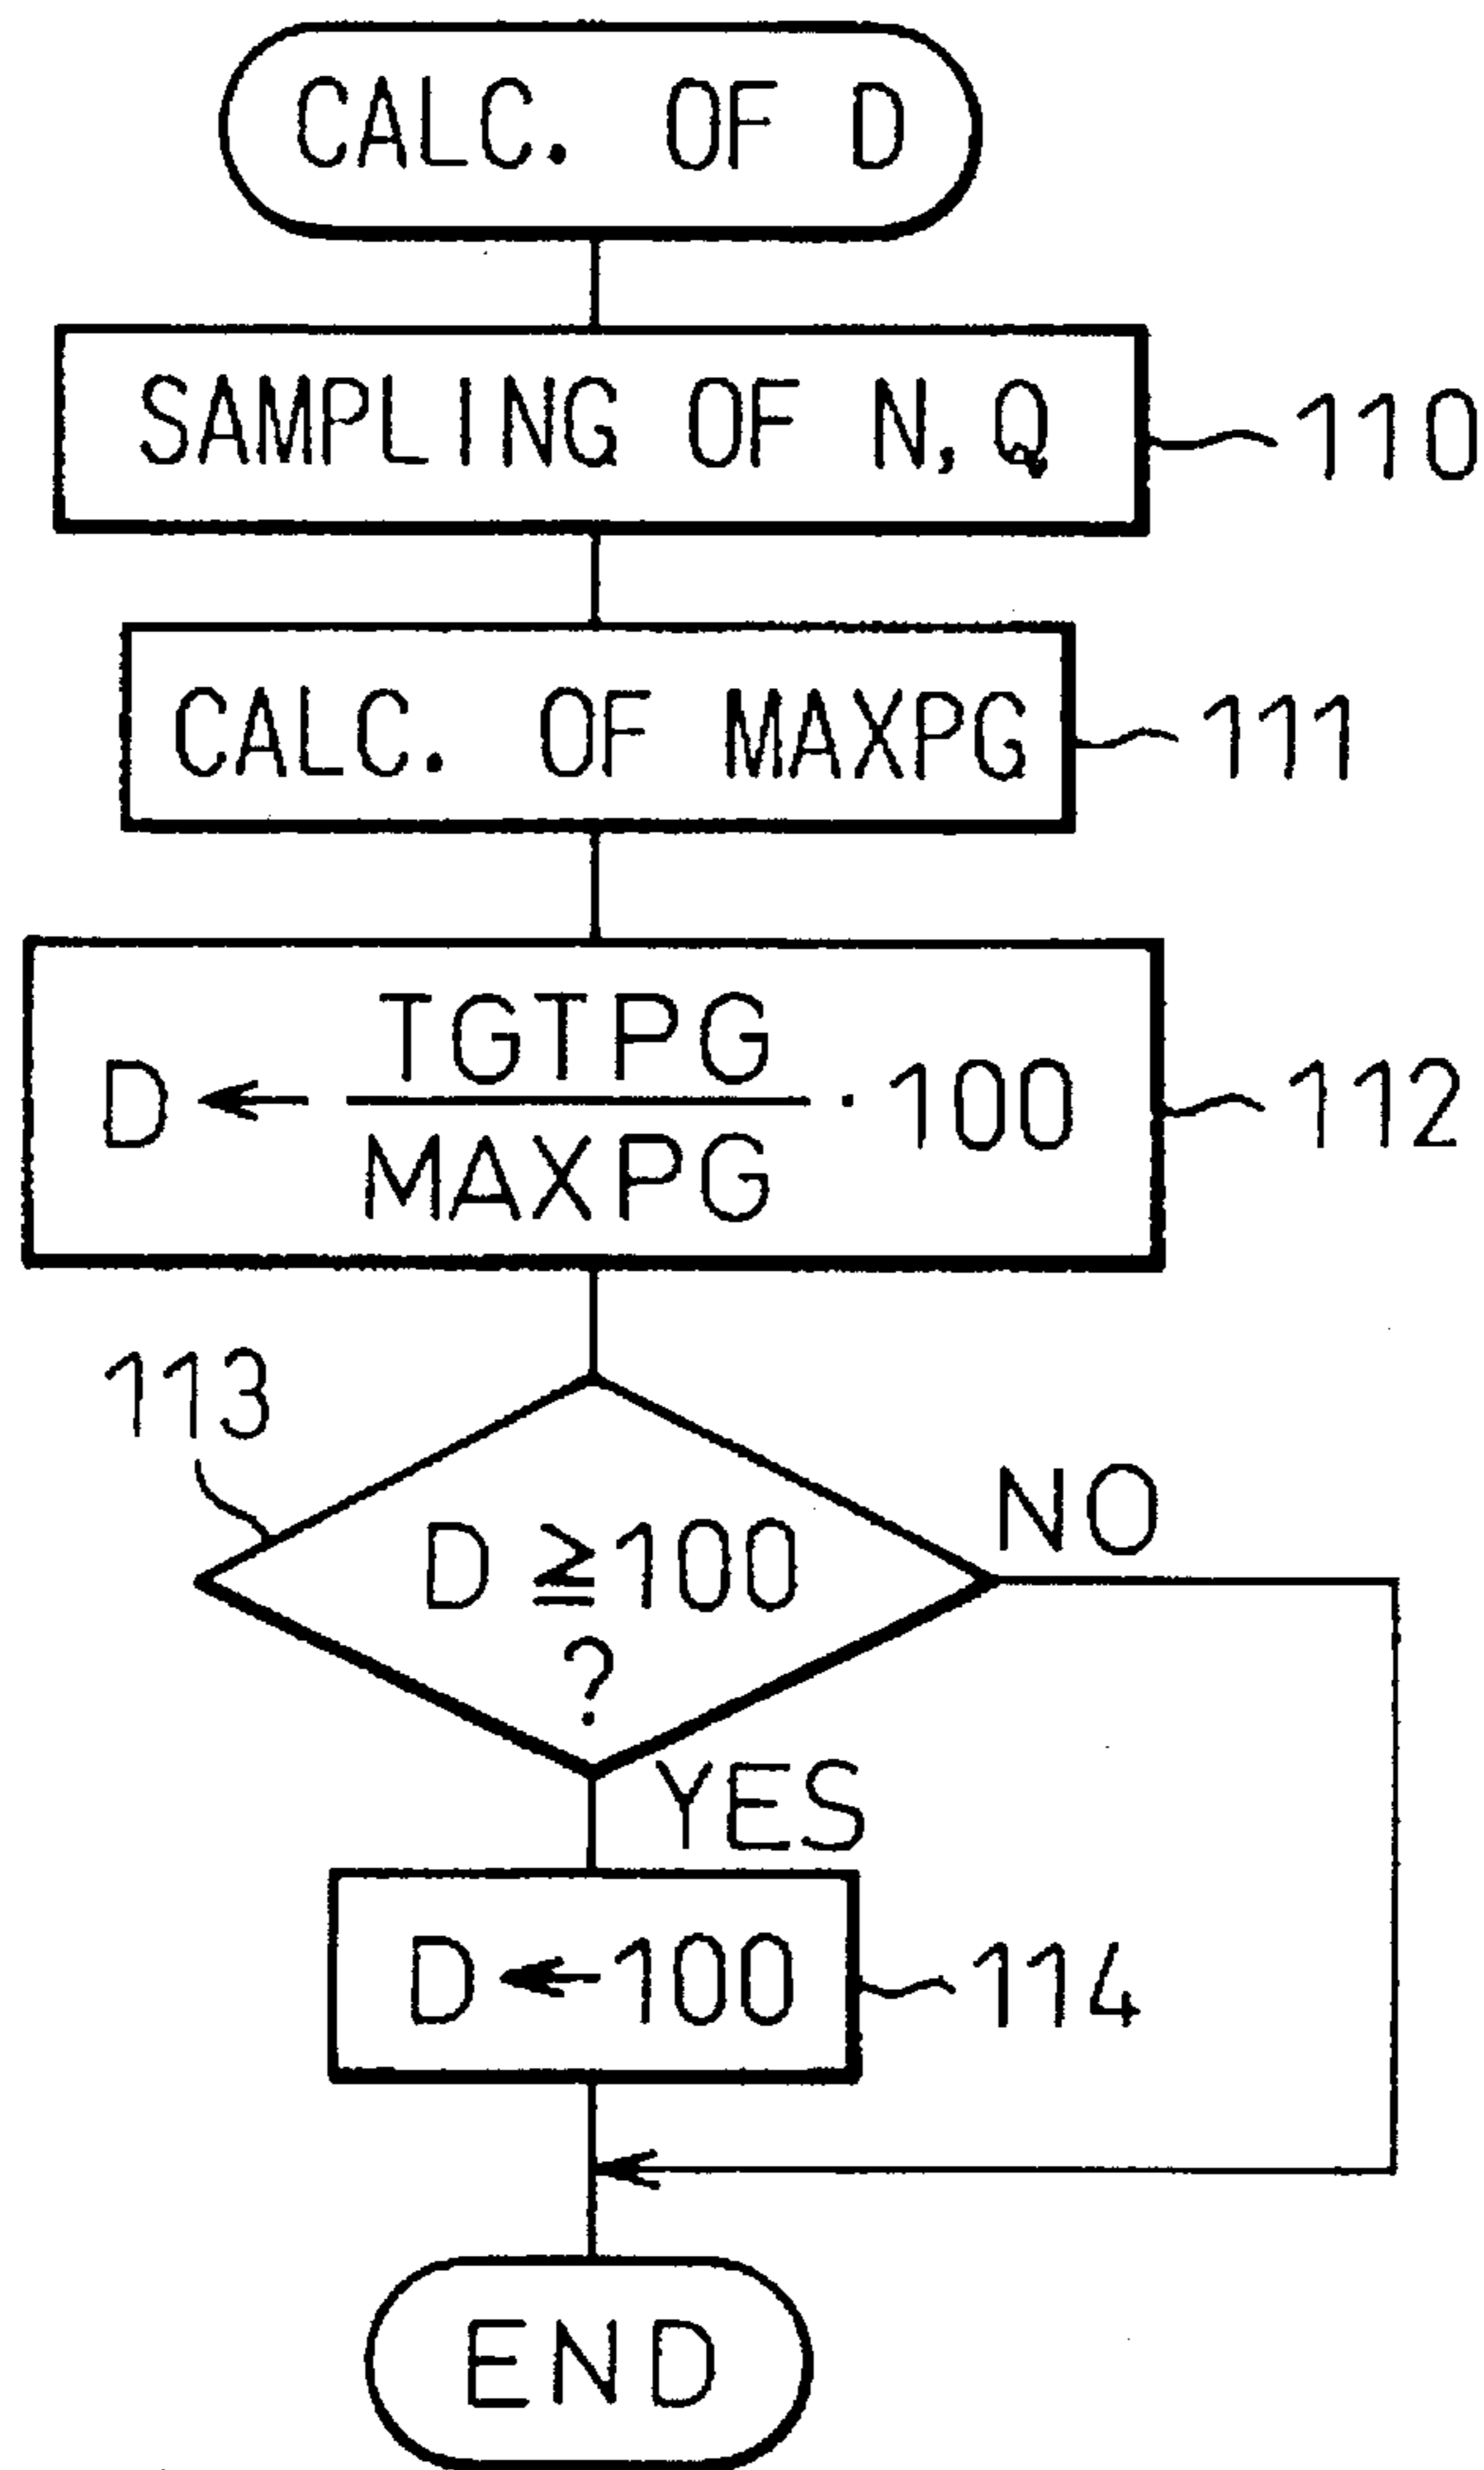 CALC. OF D
SAMPLING OF N,Q
110
CALC. OF MAXPG
111
TGTPG
D ← ─── · 100
MAXPG
112
113
D ≧ 100
?
NO
YES
D ← 100
114
END